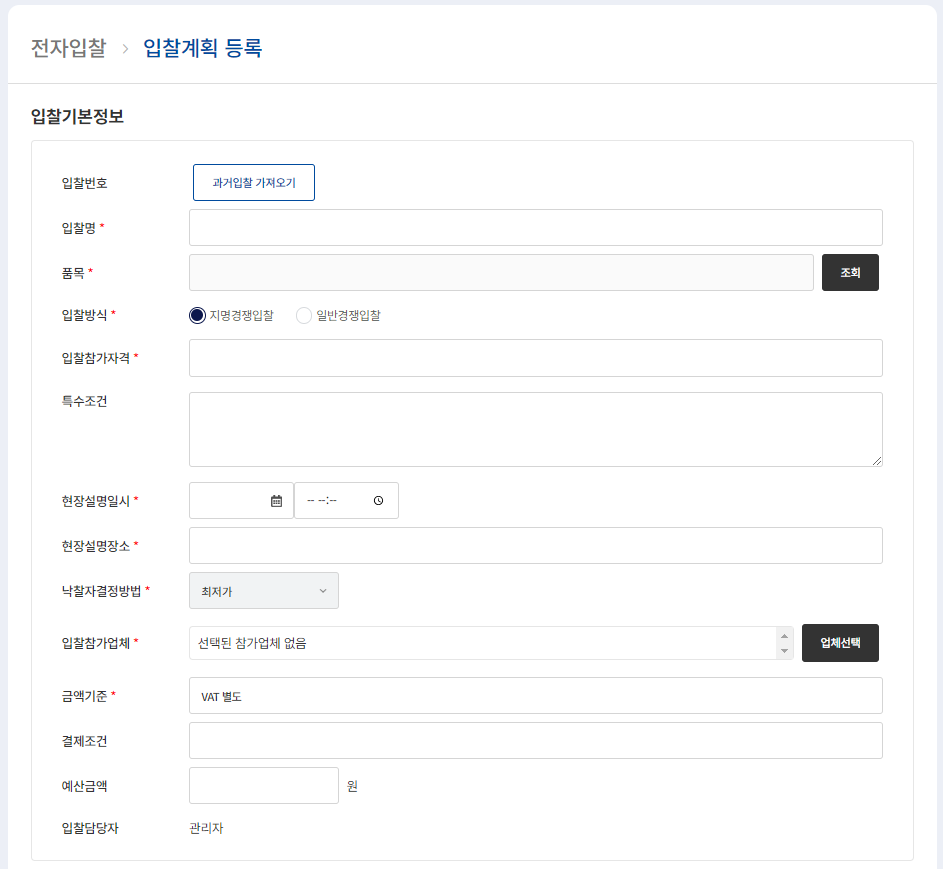 전자입찰 > 입찰계획 등록
입찰기본정보
입찰번호 과거입찰 가져오기
입찰명 *
품목 * 조회
입찰방식 * 지명경쟁입찰 일반경쟁입찰
입찰참가자격 *
특수조건
현장설명일시 * -- --:--
현장설명장소 *
낙찰자결정방법 * 최저가
입찰참가업체 * 선택된 참가업체 없음 업체선택
금액기준 * VAT 별도
결제조건
예산금액 원
입찰담당자 관리자